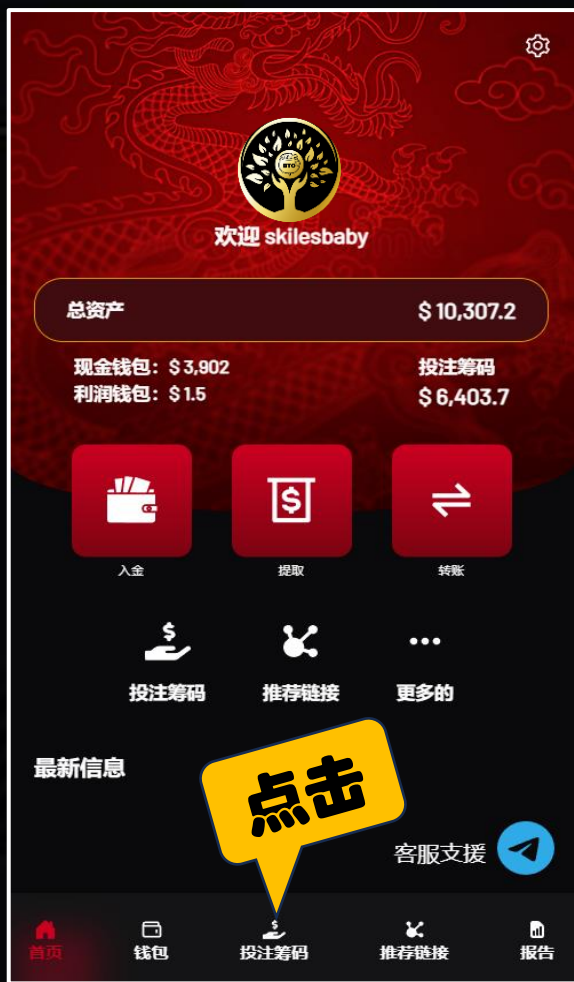 BTO
欢迎 skilesbaby
总资产 $ 10,307.2
现金钱包：$ 3,902 投注筹码
利润钱包：$ 1.5 $ 6,403.7
入金 提取 转账
投注筹码 推荐链接 更多的
最新信息
点击
客服支援
首页 钱包 投注筹码 推荐链接 报告